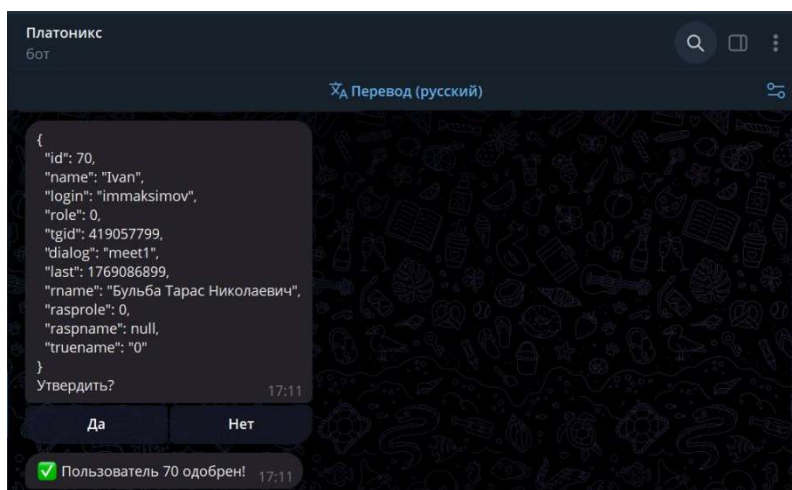 Платоникс
бот
Перевод (русский)
{
"id": 70,
"name": "Ivan",
"login": "immaksimov",
"role": 0,
"tgid": 419057799,
"dialog": "meet1",
"last": 1769086899,
"rname": "Бульба Тарас Николаевич",
"rasprole": 0,
"raspname": null,
"truename": "0"
}
Утвердить? 17:11
Да Нет
✅ Пользователь 70 одобрен! 17:11